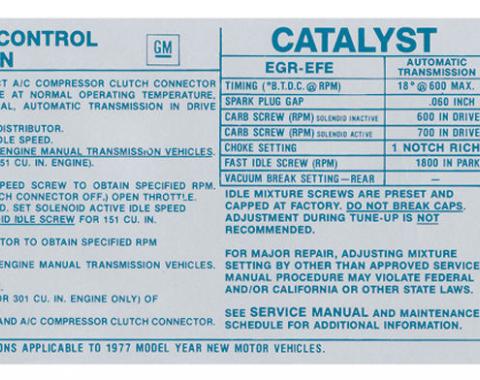 CONTROL
N
GM
CT A/C COMPRESSOR CLUTCH CONNECTOR
E AT NORMAL OPERATING TEMPERATURE,
AL, AUTOMATIC TRANSMISSION IN DRIVE
DISTRIBUTOR.
DLE SPEED.
ENGINE MANUAL TRANSMISSION VEHICLES.
51 CU. IN. ENGINE).
PEED SCREW TO OBTAIN SPECIFIED RPM.
CH CONNECTOR OFF,) OPEN THROTTLE.
D. SET SOLENOID ACTIVE IDLE SPEED
OID IDLE SCREW FOR 151 CU. IN.
TOR TO OBTAIN SPECIFIED RPM
ENGINE MANUAL TRANSMISSION VEHICLES.
E.
OR 301 CU. IN. ENGINE ONLY) OF
AND A/C COMPRESSOR CLUTCH CONNECTOR.
CATALYST
EGR-EFE AUTOMATIC TRANSMISSION
TIMING (°B.T.D.C. @ RPM) 18° @ 600 MAX.
SPARK PLUG GAP .060 INCH
CARB SCREW (RPM) SOLENOID INACTIVE 600 IN DRIVE
CARB SCREW (RPM) SOLENOID ACTIVE 700 IN DRIVE
CHOKE SETTING 1 NOTCH RICH
FAST IDLE SCREW (RPM) 1800 IN PARK
VACUUM BREAK SETTING—REAR —
IDLE MIXTURE SCREWS ARE PRESET AND
CAPPED AT FACTORY. DO NOT BREAK CAPS.
ADJUSTMENT DURING TUNE-UP IS NOT
RECOMMENDED.
FOR MAJOR REPAIR, ADJUSTING MIXTURE
SETTING BY OTHER THAN APPROVED SERVICE
MANUAL PROCEDURE MAY VIOLATE FEDERAL
AND/OR CALIFORNIA OR OTHER STATE LAWS.
SEE SERVICE MANUAL AND MAINTENANCE
SCHEDULE FOR ADDITIONAL INFORMATION.
ONS APPLICABLE TO 1977 MODEL YEAR NEW MOTOR VEHICLES.